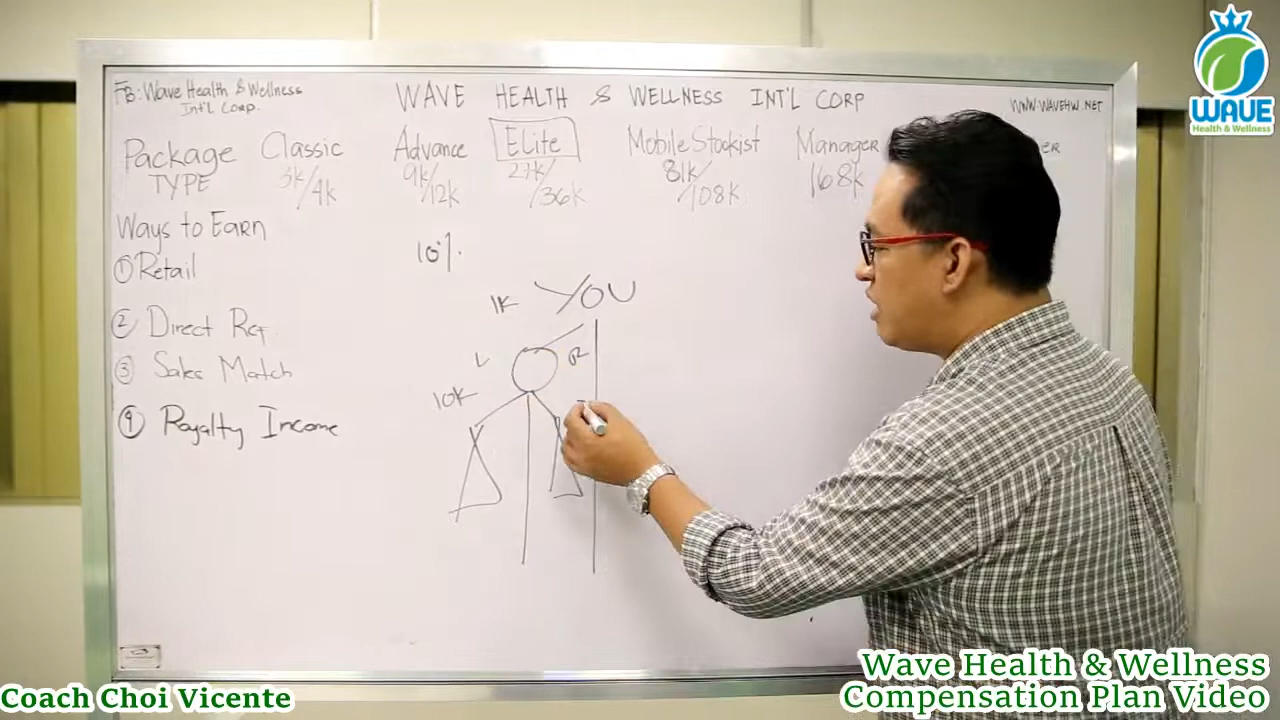 FB: Wave Health & Wellness
Int'l Corp.
WAVE HEALTH & WELLNESS INT'L CORP
WWW.WAVEHW.NET
WAVE
Health & Wellness
Package TYPE
Classic 3k/4k
Advance 9k/12k
Elite 27k/36k
Mobile Stockist 81k/108k
Manager 168k
Ways to Earn
① Retail
10%
② Direct Ref
③ Sales Match
④ Royalty Income
1K YOU
L R
10K
Coach Choi Vicente
Wave Health & Wellness
Compensation Plan Video